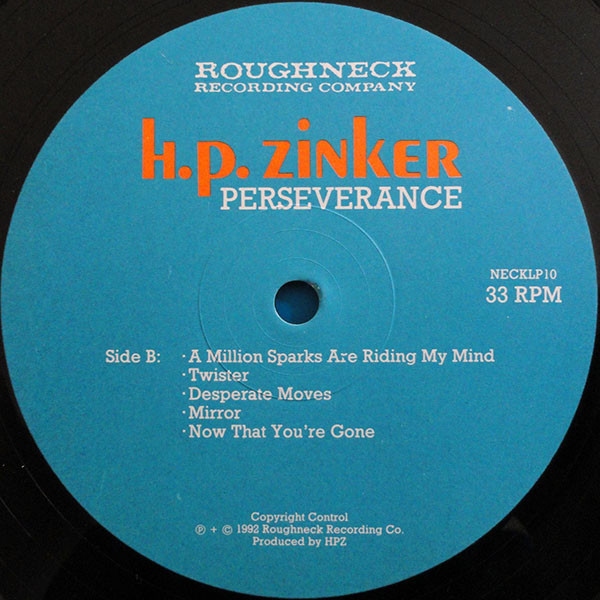 ROUGHNECK
RECORDING COMPANY
h.p. ZINKER
PERSEVERANCE
NECKLP10
33 RPM
Side B: · A Million Sparks Are Riding My Mind
· Twister
· Desperate Moves
· Mirror
· Now That You're Gone
Copyright Control
℗ + © 1992 Roughneck Recording Co.
Produced by HPZ